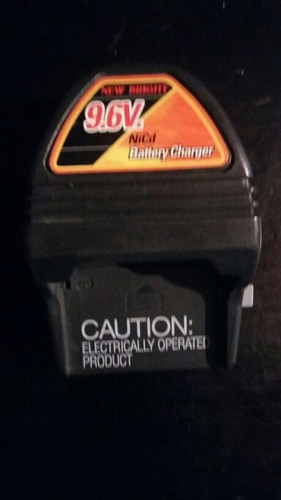 NEW BRIGHT
9.6V.
NiCd
Battery Charger
CAUTION:
ELECTRICALLY OPERATED
PRODUCT